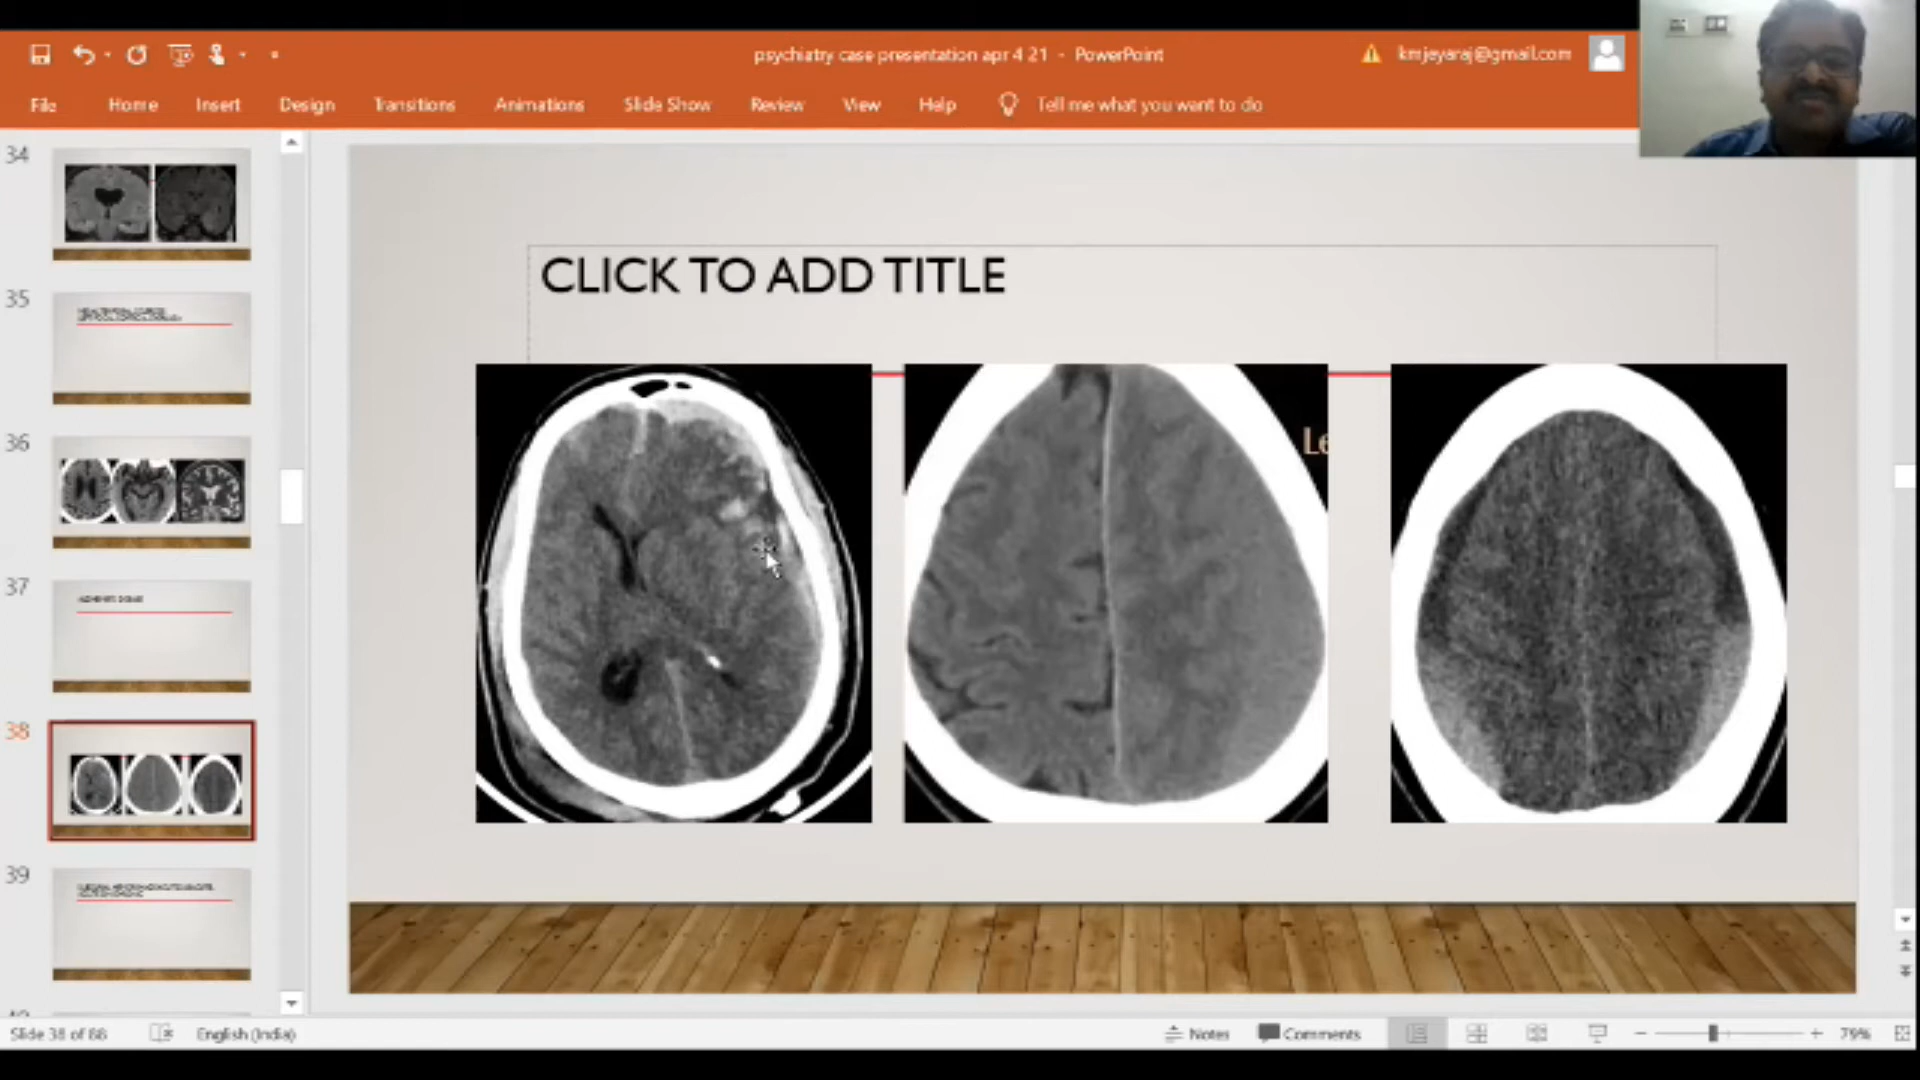 psychiatry case presentation apr 4 21 - PowerPoint
kmjayaraj@gmail.com
File Home Insert Design Transitions Animations Slide Show Review View Help Tell me what you want to do
34
35
36
37
38
39
CLICK TO ADD TITLE
Le
Slide 38 of 88 English (India) Notes Comments 79%